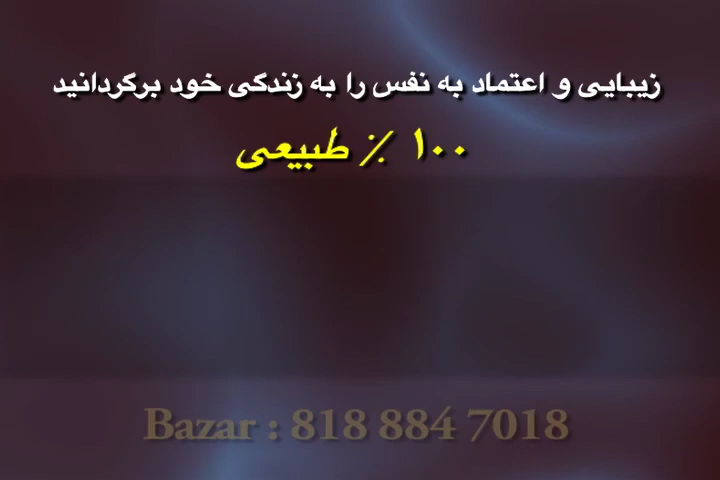 زیبایی و اعتماد به نفس را به زندگی خود برگردانید
۱۰۰ ٪ طبیعی
Bazar : 818 884 7018